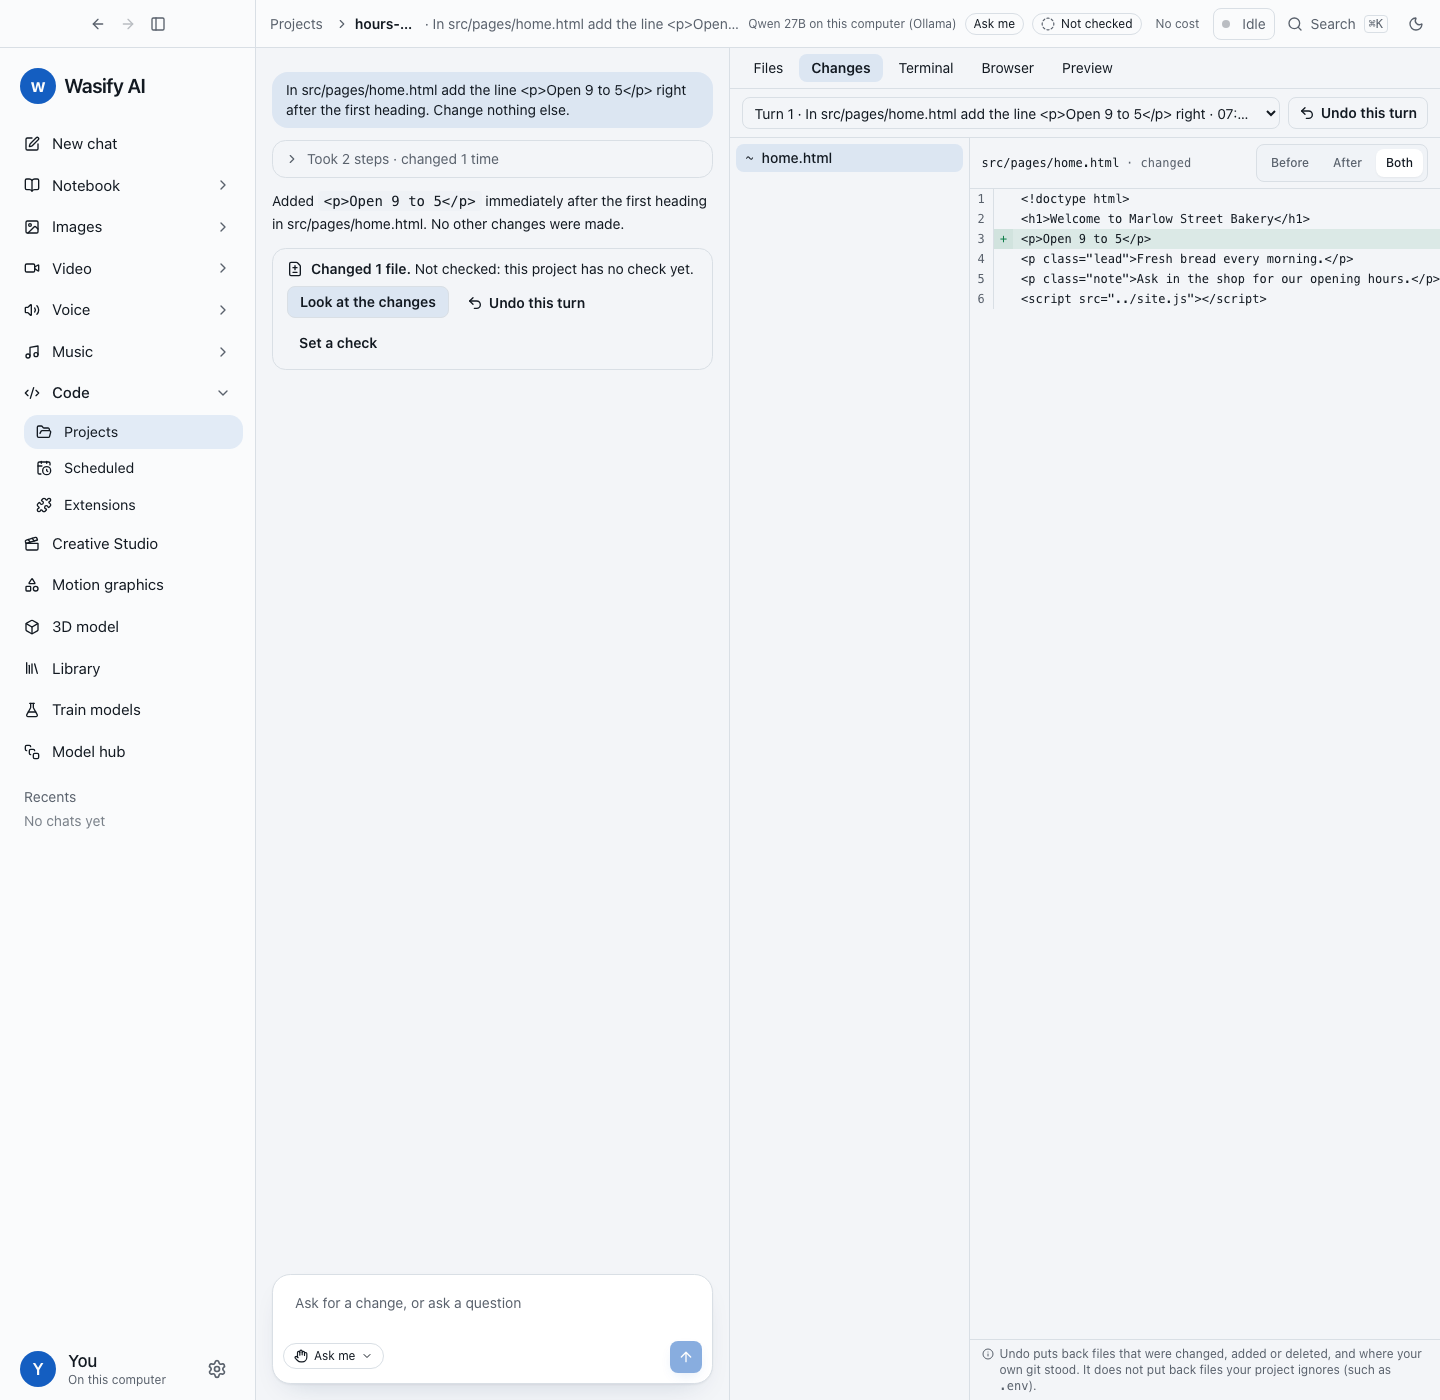 Projects
hours-...
· In src/pages/home.html add the line <p>Open...
Qwen 27B on this computer (Ollama)
Ask me
Not checked
No cost
Idle
Search
⌘K
W
Wasify AI
New chat
Notebook
Images
Video
Voice
Music
Code
Projects
Scheduled
Extensions
Creative Studio
Motion graphics
3D model
Library
Train models
Model hub
Recents
No chats yet
Y
You
On this computer
In src/pages/home.html add the line <p>Open 9 to 5</p> right
after the first heading. Change nothing else.
Took 2 steps · changed 1 time
Added <p>Open 9 to 5</p> immediately after the first heading
in src/pages/home.html. No other changes were made.
Changed 1 file. Not checked: this project has no check yet.
Look at the changes
Undo this turn
Set a check
Ask for a change, or ask a question
Ask me
Files
Changes
Terminal
Browser
Preview
Turn 1 · In src/pages/home.html add the line <p>Open 9 to 5</p> right · 07:...
Undo this turn
~ home.html
src/pages/home.html · changed
Before
After
Both
1 <!doctype html>
2 <h1>Welcome to Marlow Street Bakery</h1>
3 + <p>Open 9 to 5</p>
4 <p class="lead">Fresh bread every morning.</p>
5 <p class="note">Ask in the shop for our opening hours.</p>
6 <script src="../site.js"></script>
Undo puts back files that were changed, added or deleted, and where your
own git stood. It does not put back files your project ignores (such as
.env).